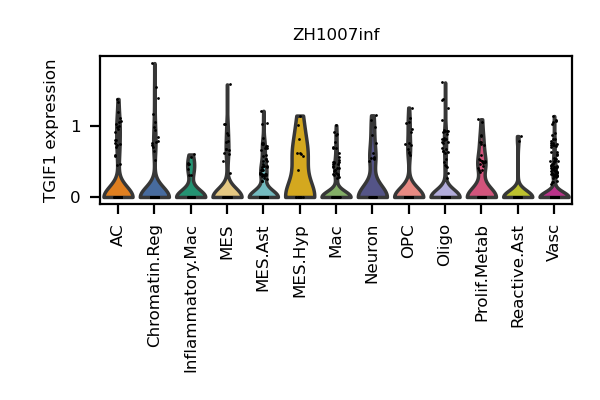 ZH1007inf
TGIF1 expression
1
0
AC
Chromatin.Reg
Inflammatory.Mac
MES
MES.Ast
MES.Hyp
Mac
Neuron
OPC
Oligo
Prolif.Metab
Reactive.Ast
Vasc